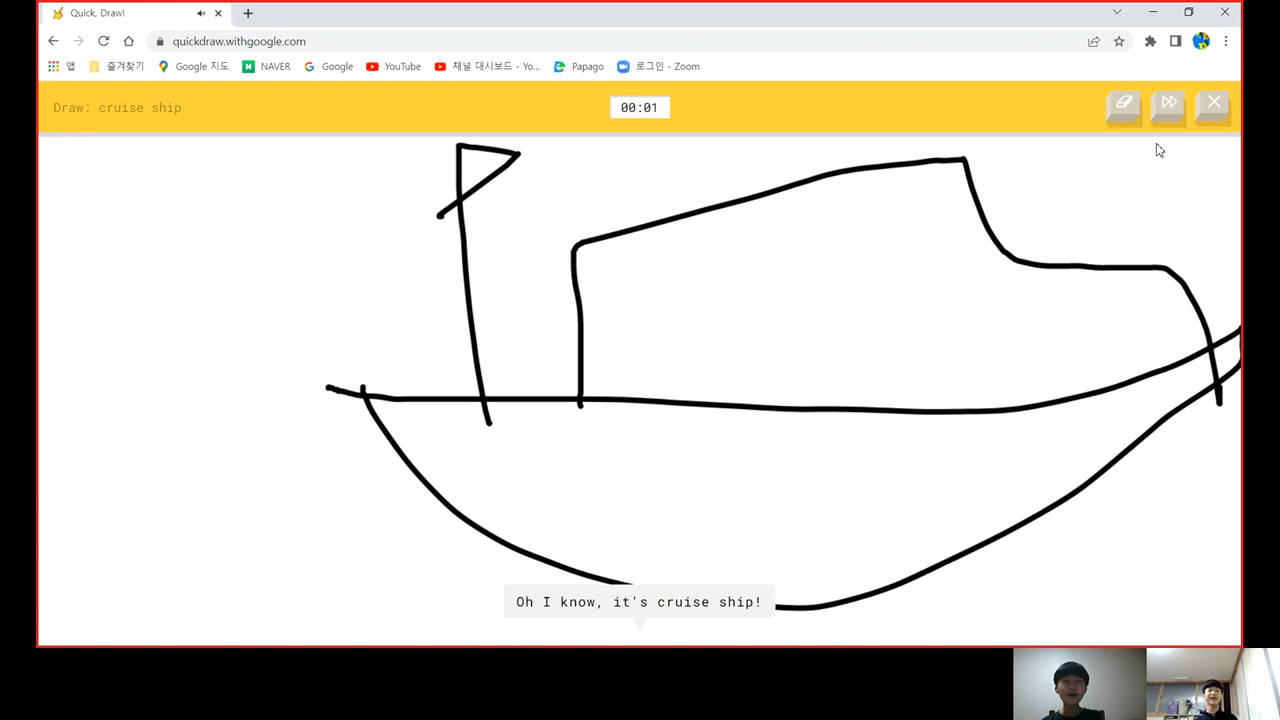 Quick, Draw!
quickdraw.withgoogle.com
앱 즐겨찾기 Google 지도 NAVER Google YouTube 채널 대시보드 - Yo... Papago 로그인 - Zoom
Draw: cruise ship 00:01
Oh I know, it's cruise ship!